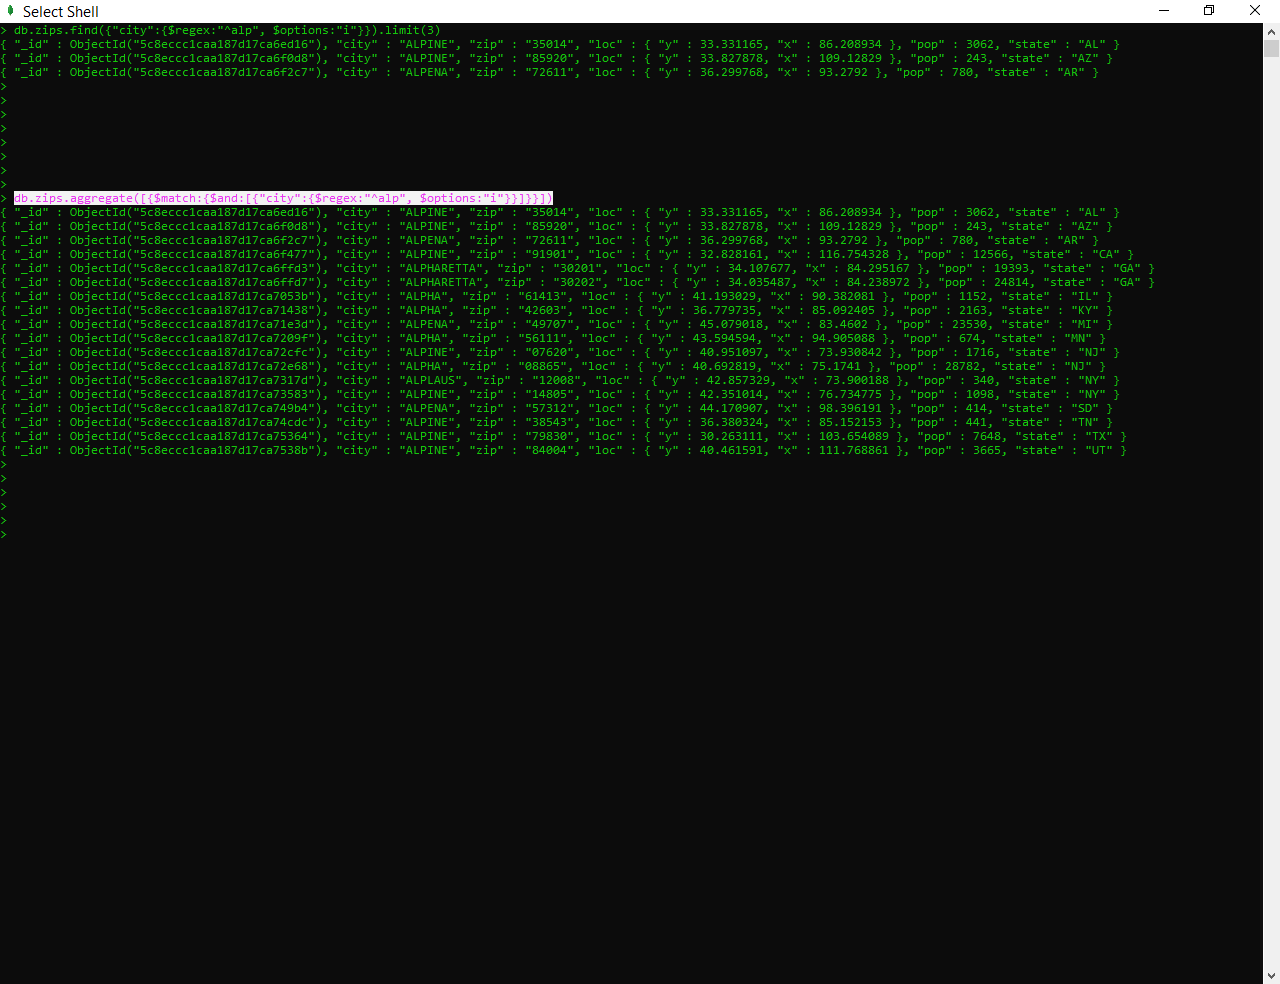 Select Shell
> db.zips.find({"city":{$regex:"^alp", $options:"i"}}).limit(3)
{ "_id" : ObjectId("5c8eccc1caa187d17ca6ed16"), "city" : "ALPINE", "zip" : "35014", "loc" : { "y" : 33.331165, "x" : 86.208934 }, "pop" : 3062, "state" : "AL" }
{ "_id" : ObjectId("5c8eccc1caa187d17ca6f0d8"), "city" : "ALPINE", "zip" : "85920", "loc" : { "y" : 33.827878, "x" : 109.12829 }, "pop" : 243, "state" : "AZ" }
{ "_id" : ObjectId("5c8eccc1caa187d17ca6f2c7"), "city" : "ALPENA", "zip" : "72611", "loc" : { "y" : 36.299768, "x" : 93.2792 }, "pop" : 780, "state" : "AR" }
>
>
>
>
>
>
>
>
> db.zips.aggregate([{$match:{$and:[{"city":{$regex:"^alp", $options:"i"}}]}}])
{ "_id" : ObjectId("5c8eccc1caa187d17ca6ed16"), "city" : "ALPINE", "zip" : "35014", "loc" : { "y" : 33.331165, "x" : 86.208934 }, "pop" : 3062, "state" : "AL" }
{ "_id" : ObjectId("5c8eccc1caa187d17ca6f0d8"), "city" : "ALPINE", "zip" : "85920", "loc" : { "y" : 33.827878, "x" : 109.12829 }, "pop" : 243, "state" : "AZ" }
{ "_id" : ObjectId("5c8eccc1caa187d17ca6f2c7"), "city" : "ALPENA", "zip" : "72611", "loc" : { "y" : 36.299768, "x" : 93.2792 }, "pop" : 780, "state" : "AR" }
{ "_id" : ObjectId("5c8eccc1caa187d17ca6f477"), "city" : "ALPINE", "zip" : "91901", "loc" : { "y" : 32.828161, "x" : 116.754328 }, "pop" : 12566, "state" : "CA" }
{ "_id" : ObjectId("5c8eccc1caa187d17ca6ffd3"), "city" : "ALPHARETTA", "zip" : "30201", "loc" : { "y" : 34.107677, "x" : 84.295167 }, "pop" : 19393, "state" : "GA" }
{ "_id" : ObjectId("5c8eccc1caa187d17ca6ffd7"), "city" : "ALPHARETTA", "zip" : "30202", "loc" : { "y" : 34.035487, "x" : 84.238972 }, "pop" : 24814, "state" : "GA" }
{ "_id" : ObjectId("5c8eccc1caa187d17ca7053b"), "city" : "ALPHA", "zip" : "61413", "loc" : { "y" : 41.193029, "x" : 90.382081 }, "pop" : 1152, "state" : "IL" }
{ "_id" : ObjectId("5c8eccc1caa187d17ca71438"), "city" : "ALPHA", "zip" : "42603", "loc" : { "y" : 36.779735, "x" : 85.092405 }, "pop" : 2163, "state" : "KY" }
{ "_id" : ObjectId("5c8eccc1caa187d17ca71e3d"), "city" : "ALPENA", "zip" : "49707", "loc" : { "y" : 45.079018, "x" : 83.4602 }, "pop" : 23530, "state" : "MI" }
{ "_id" : ObjectId("5c8eccc1caa187d17ca7209f"), "city" : "ALPHA", "zip" : "56111", "loc" : { "y" : 43.594594, "x" : 94.905088 }, "pop" : 674, "state" : "MN" }
{ "_id" : ObjectId("5c8eccc1caa187d17ca72cfc"), "city" : "ALPINE", "zip" : "07620", "loc" : { "y" : 40.951097, "x" : 73.930842 }, "pop" : 1716, "state" : "NJ" }
{ "_id" : ObjectId("5c8eccc1caa187d17ca72e68"), "city" : "ALPHA", "zip" : "08865", "loc" : { "y" : 40.692819, "x" : 75.1741 }, "pop" : 28782, "state" : "NJ" }
{ "_id" : ObjectId("5c8eccc1caa187d17ca7317d"), "city" : "ALPLAUS", "zip" : "12008", "loc" : { "y" : 42.857329, "x" : 73.900188 }, "pop" : 340, "state" : "NY" }
{ "_id" : ObjectId("5c8eccc1caa187d17ca73583"), "city" : "ALPINE", "zip" : "14805", "loc" : { "y" : 42.351014, "x" : 76.734775 }, "pop" : 1098, "state" : "NY" }
{ "_id" : ObjectId("5c8eccc1caa187d17ca749b4"), "city" : "ALPENA", "zip" : "57312", "loc" : { "y" : 44.170907, "x" : 98.396191 }, "pop" : 414, "state" : "SD" }
{ "_id" : ObjectId("5c8eccc1caa187d17ca74cdc"), "city" : "ALPINE", "zip" : "38543", "loc" : { "y" : 36.380324, "x" : 85.152153 }, "pop" : 441, "state" : "TN" }
{ "_id" : ObjectId("5c8eccc1caa187d17ca75364"), "city" : "ALPINE", "zip" : "79830", "loc" : { "y" : 30.263111, "x" : 103.654089 }, "pop" : 7648, "state" : "TX" }
{ "_id" : ObjectId("5c8eccc1caa187d17ca7538b"), "city" : "ALPINE", "zip" : "84004", "loc" : { "y" : 40.461591, "x" : 111.768861 }, "pop" : 3665, "state" : "UT" }
>
>
>
>
>
>